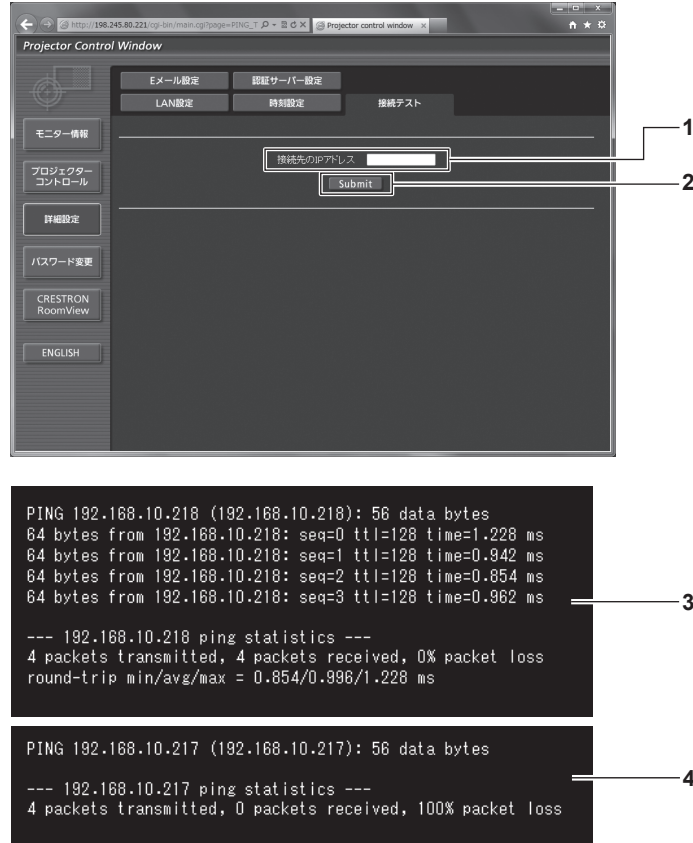 http://198.245.80.221/cgi-bin/main.cgi?page=PING_T
Projector control window
Projector Control Window
Eメール設定
認証サーバー設定
LAN設定
時刻設定
接続テスト
モニター情報
プロジェクター
コントロール
詳細設定
パスワード変更
CRESTRON
RoomView
ENGLISH
接続先のIPアドレス
Submit
1
2
PING 192.168.10.218 (192.168.10.218): 56 data bytes
64 bytes from 192.168.10.218: seq=0 ttl=128 time=1.228 ms
64 bytes from 192.168.10.218: seq=1 ttl=128 time=0.942 ms
64 bytes from 192.168.10.218: seq=2 ttl=128 time=0.854 ms
64 bytes from 192.168.10.218: seq=3 ttl=128 time=0.962 ms
--- 192.168.10.218 ping statistics ---
4 packets transmitted, 4 packets received, 0% packet loss
round-trip min/avg/max = 0.854/0.996/1.228 ms
3
PING 192.168.10.217 (192.168.10.217): 56 data bytes
--- 192.168.10.217 ping statistics ---
4 packets transmitted, 0 packets received, 100% packet loss
4